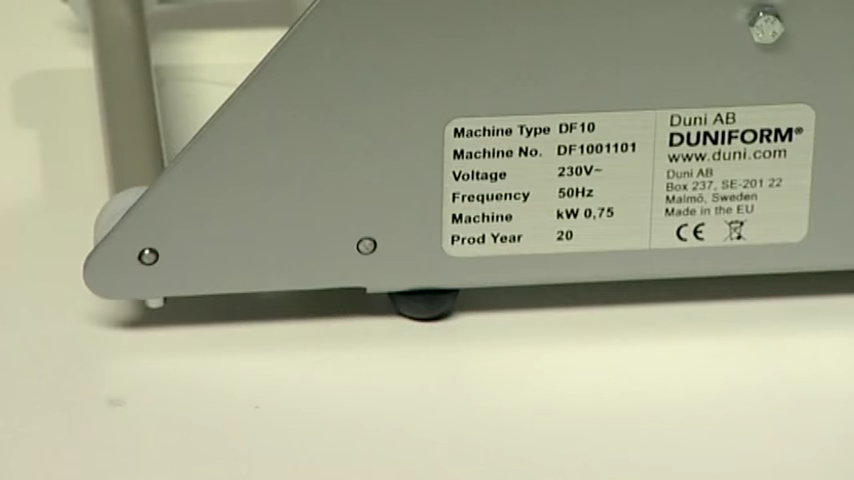 Machine Type DF10
Machine No. DF1001101
Voltage 230V~
Frequency 50Hz
Machine kW 0,75
Prod Year 20
Duni AB
DUNIFORM®
www.duni.com
Duni AB
Box 237, SE-201 22
Malmö, Sweden
Made in the EU
CE